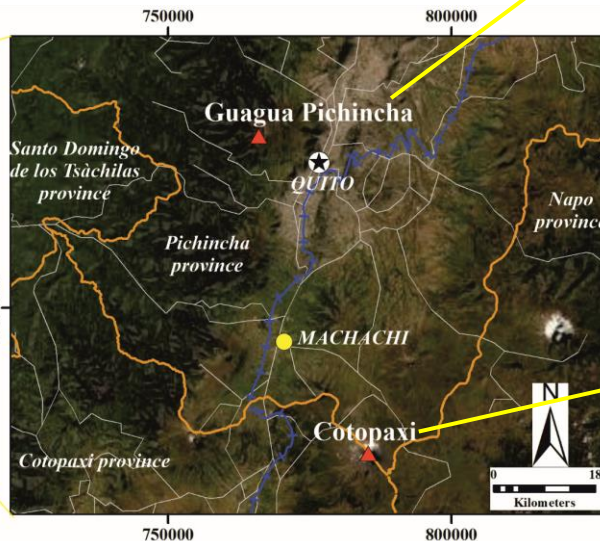 750000 800000
Guagua Pichincha
Santo Domingo
de los Tsàchilas
province
QUITO
Napo
Pichincha
province
MACHACHI
N
Cotopaxi
Cotopaxi province
0 18
Kilometers
750000 800000